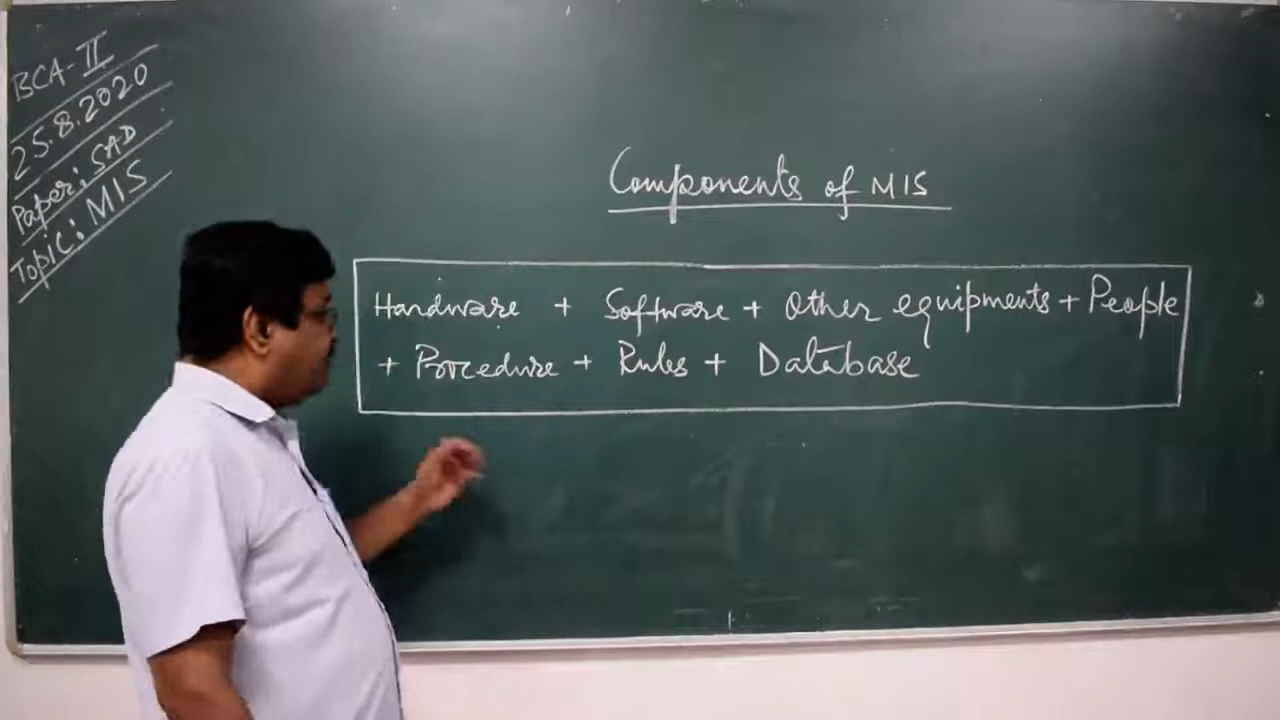 BCA-II
25.8.2020
Paper: SAD
Topic: MIS
Components of MIS
Hardware + Software + Other equipments + People
+ Procedure + Rules + Database